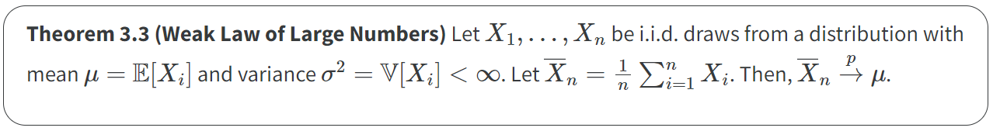 Theorem 3.3 (Weak Law of Large Numbers) Let $X_1, \ldots, X_n$ be i.i.d. draws from a distribution with
mean $\mu = \mathbb{E}[X_i]$ and variance $\sigma^2 = \mathbb{V}[X_i] < \infty$. Let $\overline{X}_n = \frac{1}{n} \sum_{i=1}^{n} X_i$. Then, $\overline{X}_n \xrightarrow{p} \mu$.